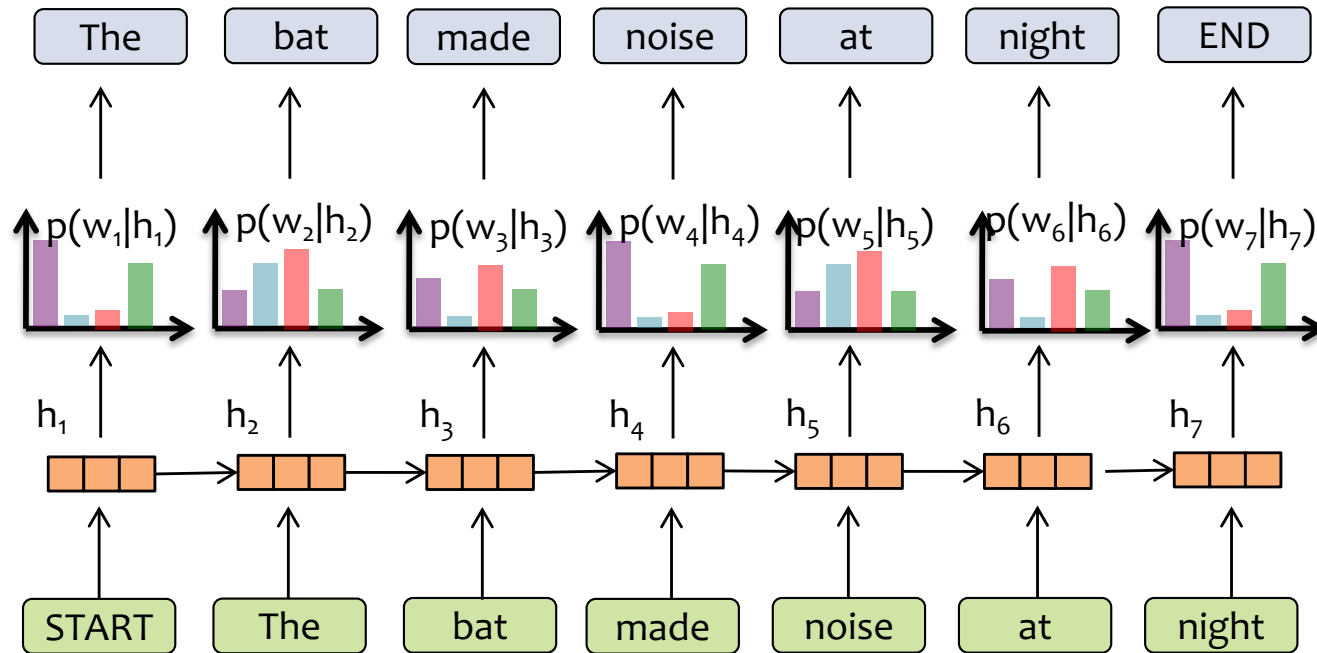 The bat made noise at night END
p(w₁|h₁) p(w₂|h₂) p(w₃|h₃) p(w₄|h₄) p(w₅|h₅) p(w₆|h₆) p(w₇|h₇)
h₁ h₂ h₃ h₄ h₅ h₆ h₇
START The bat made noise at night